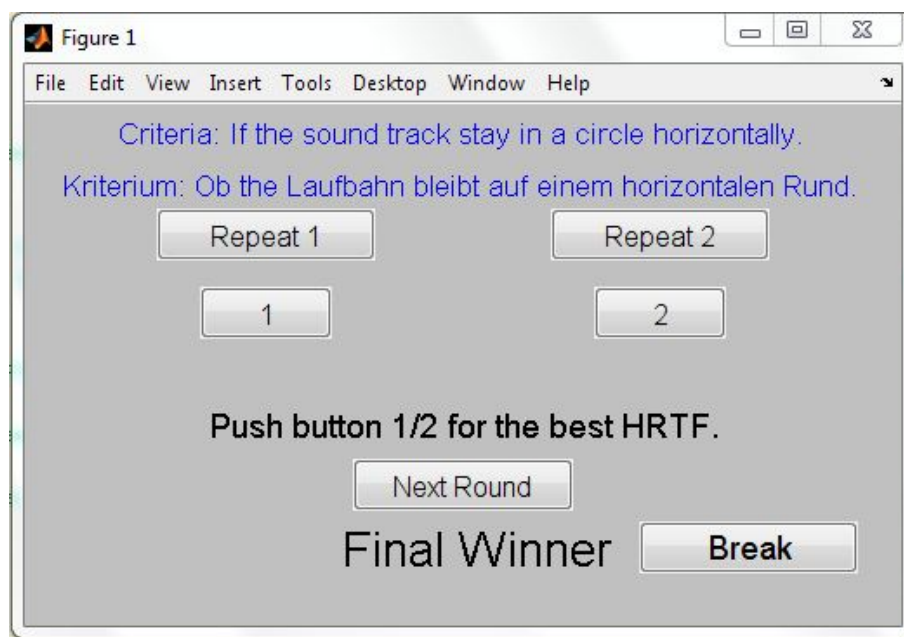 Figure 1
File Edit View Insert Tools Desktop Window Help
Criteria: If the sound track stay in a circle horizontally.
Kriterium: Ob the Laufbahn bleibt auf einem horizontalen Rund.
Repeat 1 Repeat 2
1 2
Push button 1/2 for the best HRTF.
Next Round
Final Winner Break